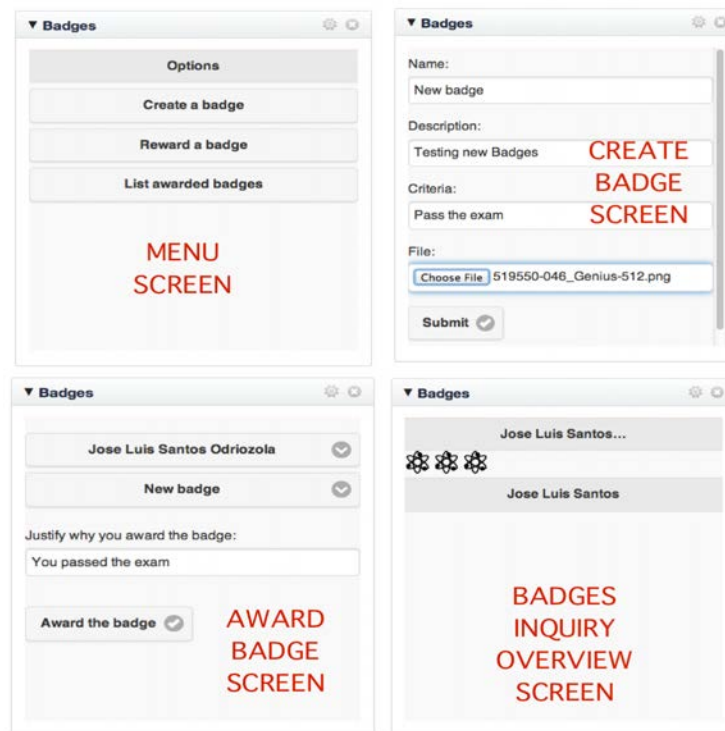 ▼ Badges
Options
Create a badge
Reward a badge
List awarded badges
MENU
SCREEN
▼ Badges
Name:
New badge
Description:
Testing new Badges
Criteria:
Pass the exam
File:
Choose File 519550-046_Genius-512.png
Submit
CREATE
BADGE
SCREEN
▼ Badges
Jose Luis Santos Odriozola
New badge
Justify why you award the badge:
You passed the exam
Award the badge
AWARD
BADGE
SCREEN
▼ Badges
Jose Luis Santos...
Jose Luis Santos
BADGES
INQUIRY
OVERVIEW
SCREEN